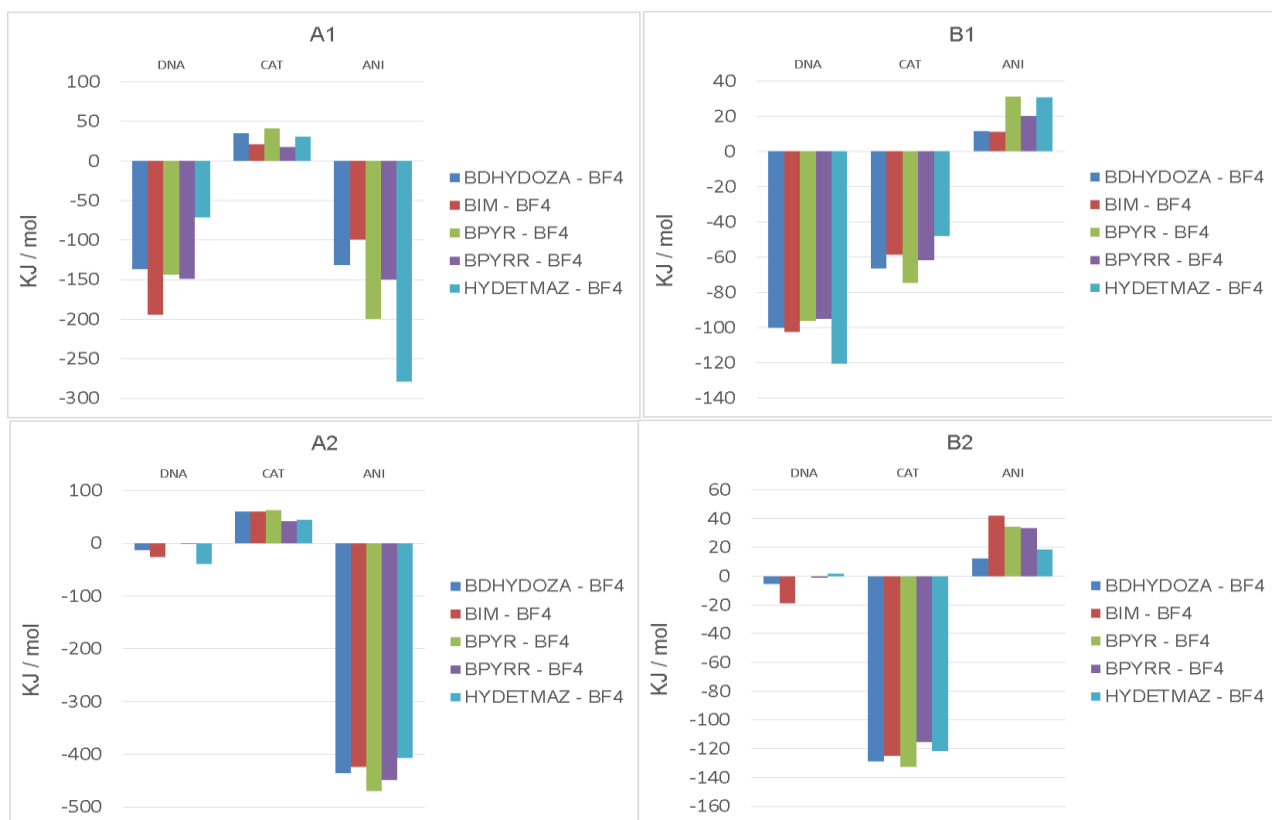 A1
DNA CAT ANI
100
50
0
-50
-100
-150
-200
-250
-300
KJ / mol
BDHYDOZA - BF4
BIM - BF4
BPYR - BF4
BPYRR - BF4
HYDETMAZ - BF4
B1
DNA CAT ANI
40
20
0
-20
-40
-60
-80
-100
-120
-140
KJ / mol
BDHYDOZA - BF4
BIM - BF4
BPYR - BF4
BPYRR - BF4
HYDETMAZ - BF4
A2
DNA CAT ANI
100
0
-100
-200
-300
-400
-500
KJ / mol
BDHYDOZA - BF4
BIM - BF4
BPYR - BF4
BPYRR - BF4
HYDETMAZ - BF4
B2
DNA CAT ANI
60
40
20
0
-20
-40
-60
-80
-100
-120
-140
-160
KJ / mol
BDHYDOZA - BF4
BIM - BF4
BPYR - BF4
BPYRR - BF4
HYDETMAZ - BF4